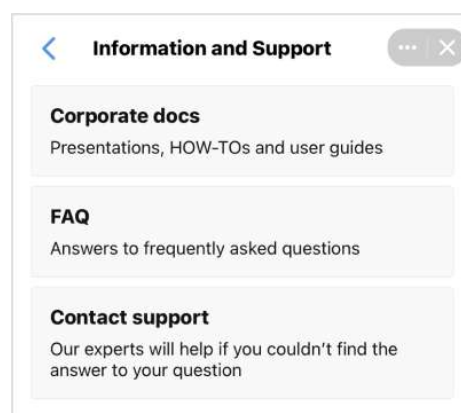 Information and Support
Corporate docs
Presentations, HOW-TOs and user guides
FAQ
Answers to frequently asked questions
Contact support
Our experts will help if you couldn't find the
answer to your question